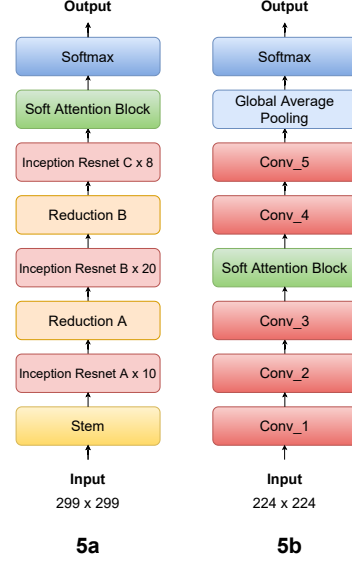 Output
Softmax
Soft Attention Block
Inception Resnet C x 8
Reduction B
Inception Resnet B x 20
Reduction A
Inception Resnet A x 10
Stem
Input
299 x 299
5a
Output
Softmax
Global Average
Pooling
Conv_5
Conv_4
Soft Attention Block
Conv_3
Conv_2
Conv_1
Input
224 x 224
5b